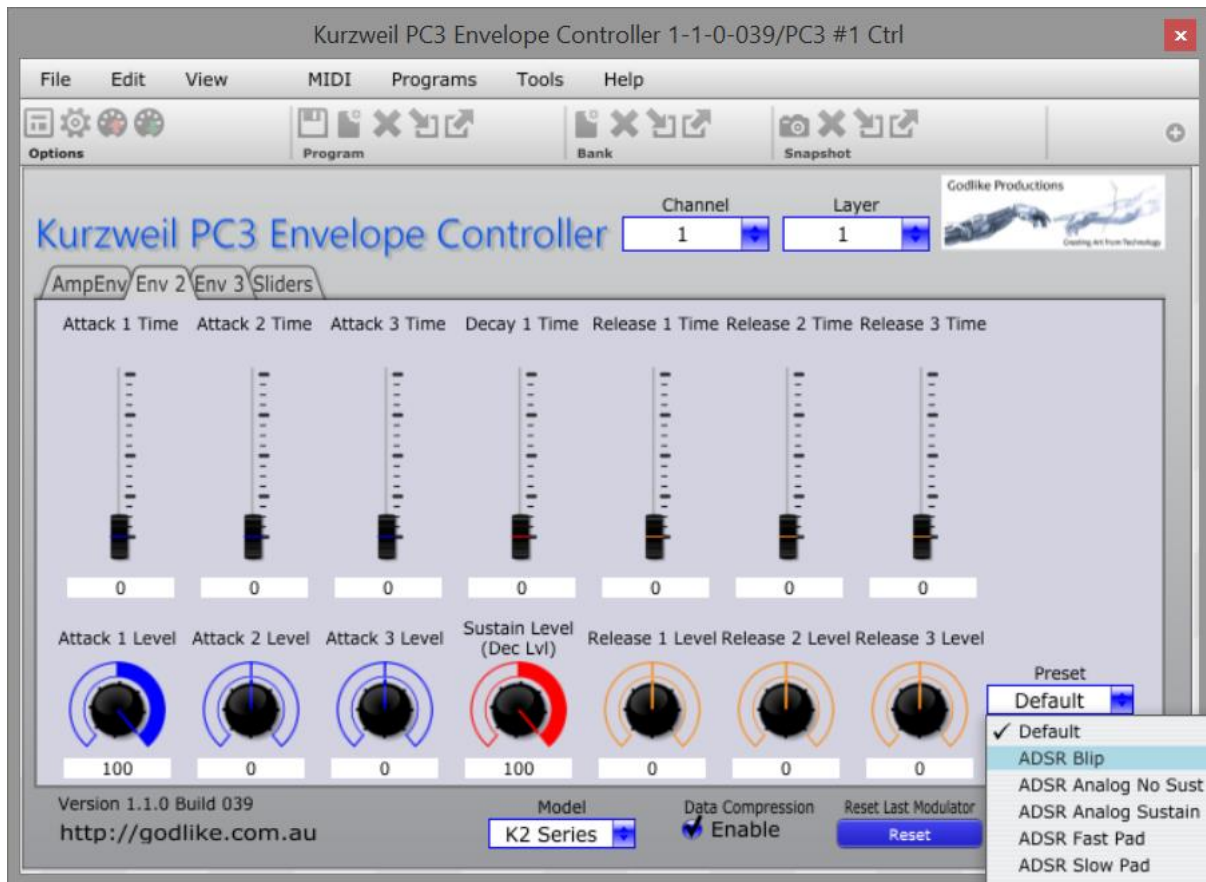 Kurzweil PC3 Envelope Controller 1-1-0-039/PC3 #1 Ctrl
File Edit View MIDI Programs Tools Help
Options Program Bank Snapshot
Godlike Productions
Creating Art from Technology
Kurzweil PC3 Envelope Controller
Channel Layer
1 1
AmpEnv Env 2 Env 3 Sliders
Attack 1 Time Attack 2 Time Attack 3 Time Decay 1 Time Release 1 Time Release 2 Time Release 3 Time
0 0 0 0 0 0 0
Attack 1 Level Attack 2 Level Attack 3 Level Sustain Level (Dec Lvl) Release 1 Level Release 2 Level Release 3 Level
100 0 0 100 0 0 0
Preset
Default
✓ Default
ADSR Blip
ADSR Analog No Sust
ADSR Analog Sustain
ADSR Fast Pad
ADSR Slow Pad
Version 1.1.0 Build 039
http://godlike.com.au
Model
K2 Series
Data Compression
Enable
Reset Last Modulator
Reset